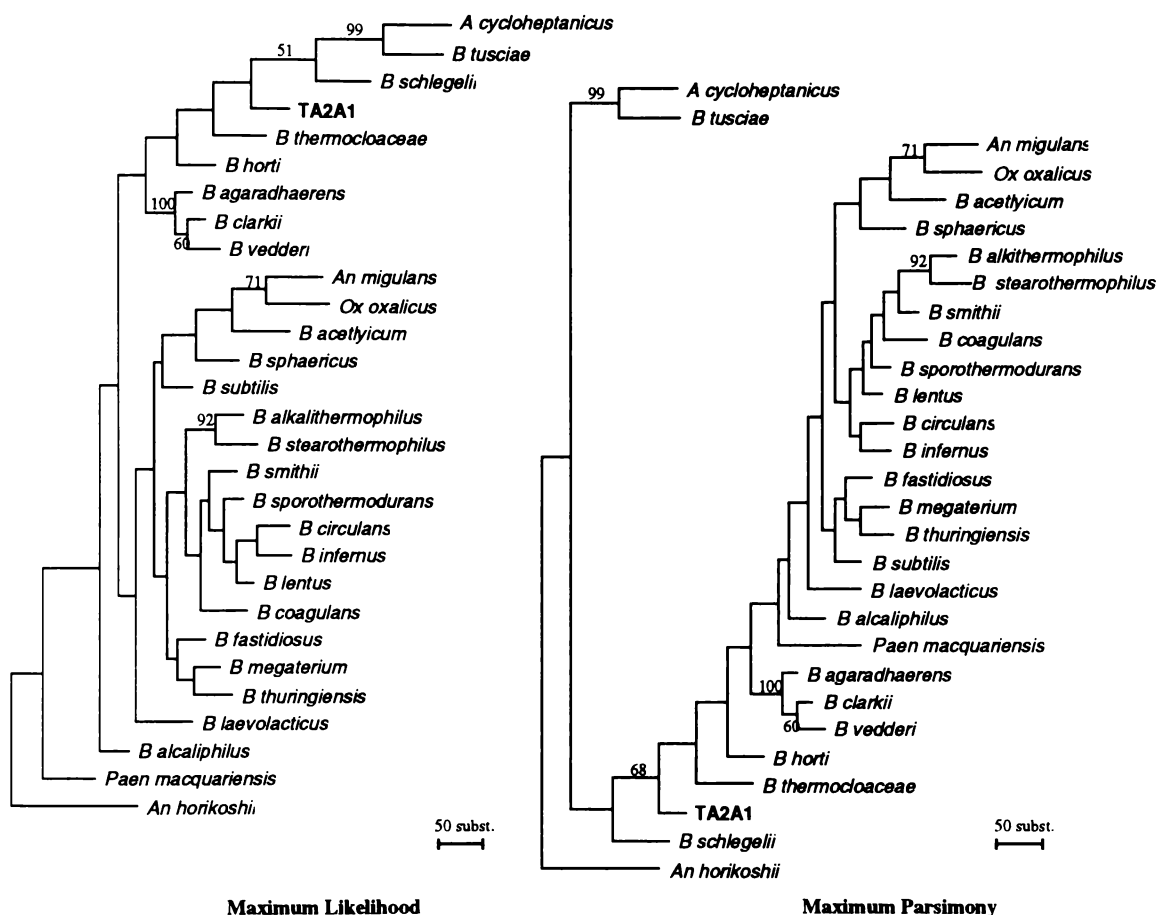 99
A cycloheptanicus
B tusciae
51
B schlegelii
TA2A1
B thermocloaceae
B horti
B agaradhaerens
100
B clarkii
60
B vedderi
An migulans
71
Ox oxalicus
B acetlyicum
B sphaericus
B subtilis
B alkalithermophilus
92
B stearothermophilus
B smithii
B sporothermodurans
B circulans
B infernus
B lentus
B coagulans
B fastidiosus
B megaterium
B thuringiensis
B laevolacticus
B alcaliphilus
Paen macquariensis
An horikoshii
50 subst.
Maximum Likelihood
99
A cycloheptanicus
B tusciae
An migulans
71
Ox oxalicus
B acetlyicum
B sphaericus
B alkithermophilus
92
B stearothermophilus
B smithii
B coagulans
B sporothermodurans
B lentus
B circulans
B infernus
B fastidiosus
B megaterium
B thuringiensis
B subtilis
B laevolacticus
B alcaliphilus
Paen macquariensis
B agaradhaerens
100
B clarkii
60
B vedderi
B horti
68
B thermocloaceae
TA2A1
B schlegelii
An horikoshii
50 subst.
Maximum Parsimony